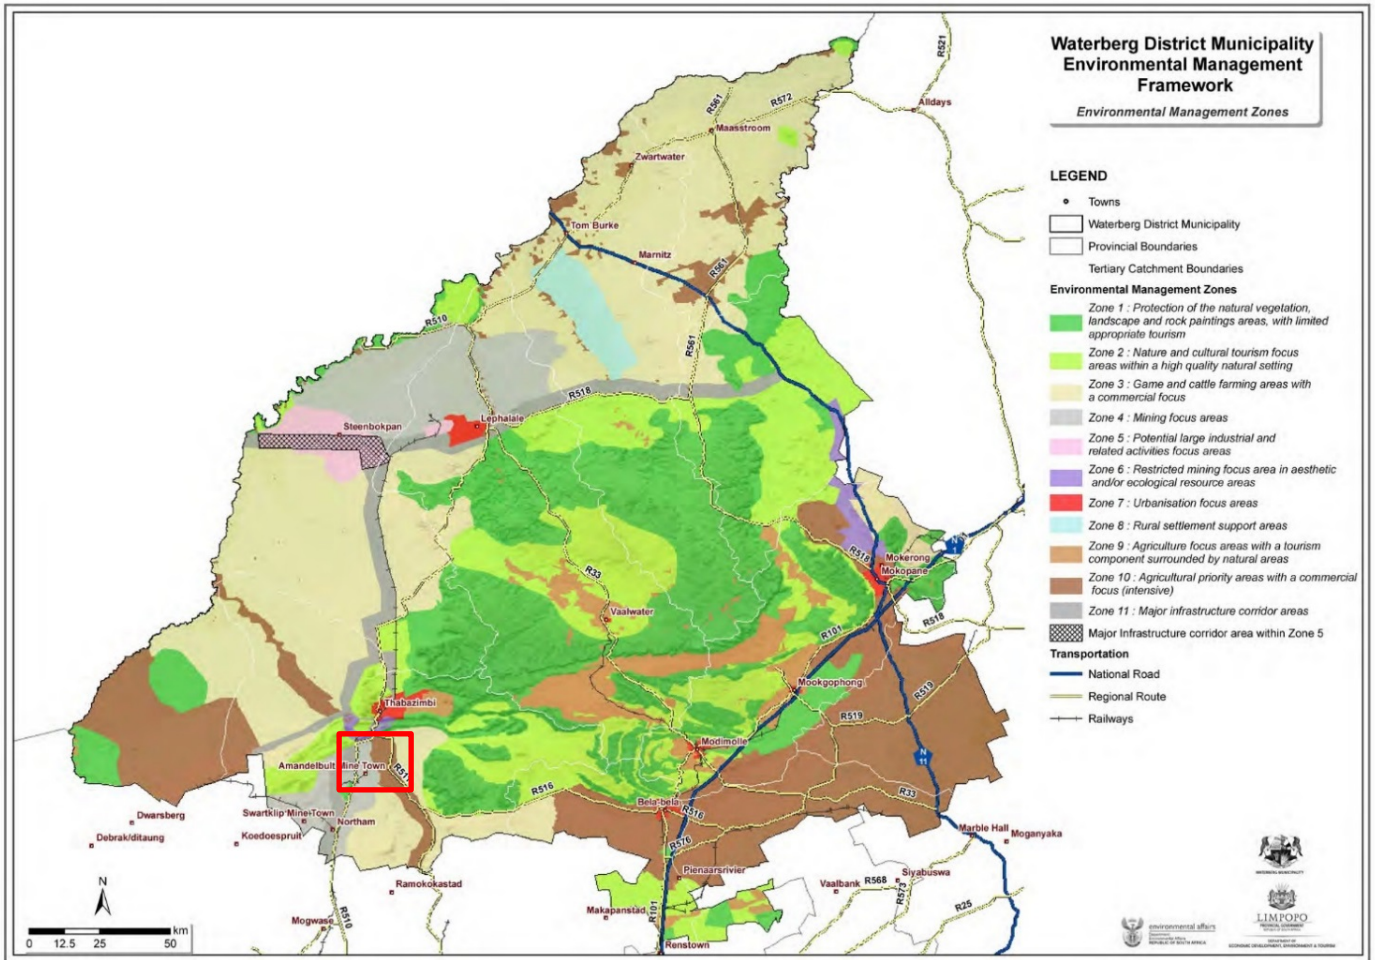 Waterberg District Municipality
Environmental Management
Framework
Environmental Management Zones
LEGEND
Towns
Waterberg District Municipality
Provincial Boundaries
Tertiary Catchment Boundaries
Environmental Management Zones
Zone 1 : Protection of the natural vegetation,
landscape and rock paintings areas, with limited
appropriate tourism
Zone 2 : Nature and cultural tourism focus
areas within a high quality natural setting
Zone 3 : Game and cattle farming areas with
a commercial focus
Zone 4 : Mining focus areas
Zone 5 : Potential large industrial and
related activities focus areas
Zone 6 : Restricted mining focus area in aesthetic
and/or ecological resource areas
Zone 7 : Urbanisation focus areas
Zone 8 : Rural settlement support areas
Zone 9 : Agriculture focus areas with a tourism
component surrounded by natural areas
Zone 10 : Agricultural priority areas with a commercial
focus (intensive)
Zone 11 : Major infrastructure corridor areas
Major Infrastructure corridor area within Zone 5
Transportation
National Road
Regional Route
Railways
R521
Alldays
R561
R572
Maasstroom
Zwartwater
Tom Burke
Marnitz
R561
R510
R561
R518
Lephalale
Steenbokpan
R33
Vaalwater
R518
Mokerong
Mokopane
N
1
R518
R101
Mookgophong
R519
R519
Thabazimbi
Modimolle
N
11
Amandelbult Mine Town
R516
Bela-bela
R516
R33
R576
Swartklip Mine Town
Northam
Koedoespruit
Dwarsberg
Debrak/ditaung
Marble Hall
Moganyaka
Pienaarsrivier
Siyabuswa
Vaalbank
R568
R573
R25
Ramokokastad
Mogwase
R510
Makapanstad
R101
Renstown
N
km
0 12.5 25 50
environmental affairs
LIMPOPO